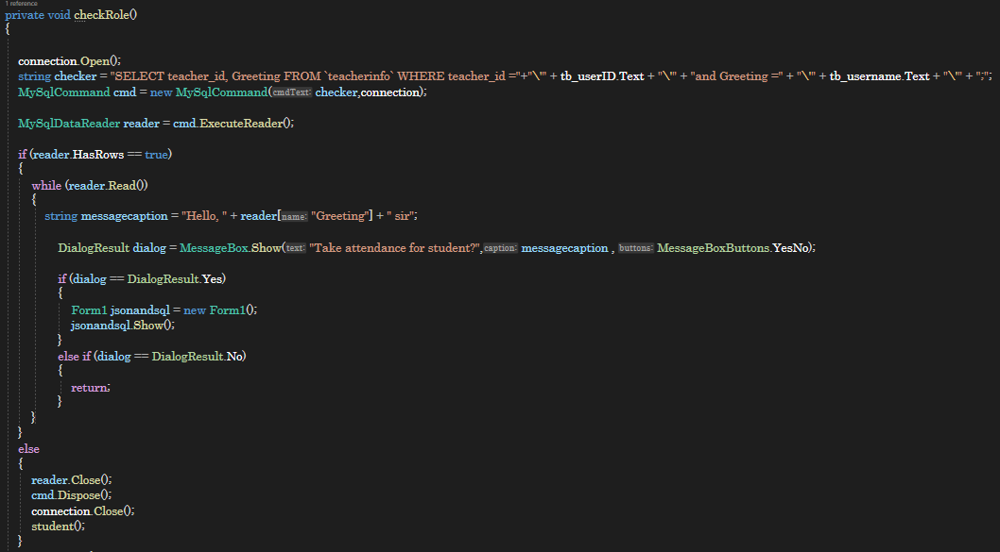 1 reference
private void checkRole()
{
connection.Open();
string checker = "SELECT teacher_id, Greeting FROM `teacherinfo` WHERE teacher_id ="+"\"" + tb_userID.Text + "\"" + "and Greeting =" + "\"" + tb_username.Text + "\"" + ";";
MySqlCommand cmd = new MySqlCommand(cmdText: checker,connection);
MySqlDataReader reader = cmd.ExecuteReader();
if (reader.HasRows == true)
{
while (reader.Read())
{
string messagecaption = "Hello, " + reader[name: "Greeting"] + " sir";
DialogResult dialog = MessageBox.Show(text: "Take attendance for student?",caption: messagecaption , buttons: MessageBoxButtons.YesNo);
if (dialog == DialogResult.Yes)
{
Form1 jsonandsql = new Form1();
jsonandsql.Show();
}
else if (dialog == DialogResult.No)
{
return;
}
}
}
else
{
reader.Close();
cmd.Dispose();
connection.Close();
student();
}